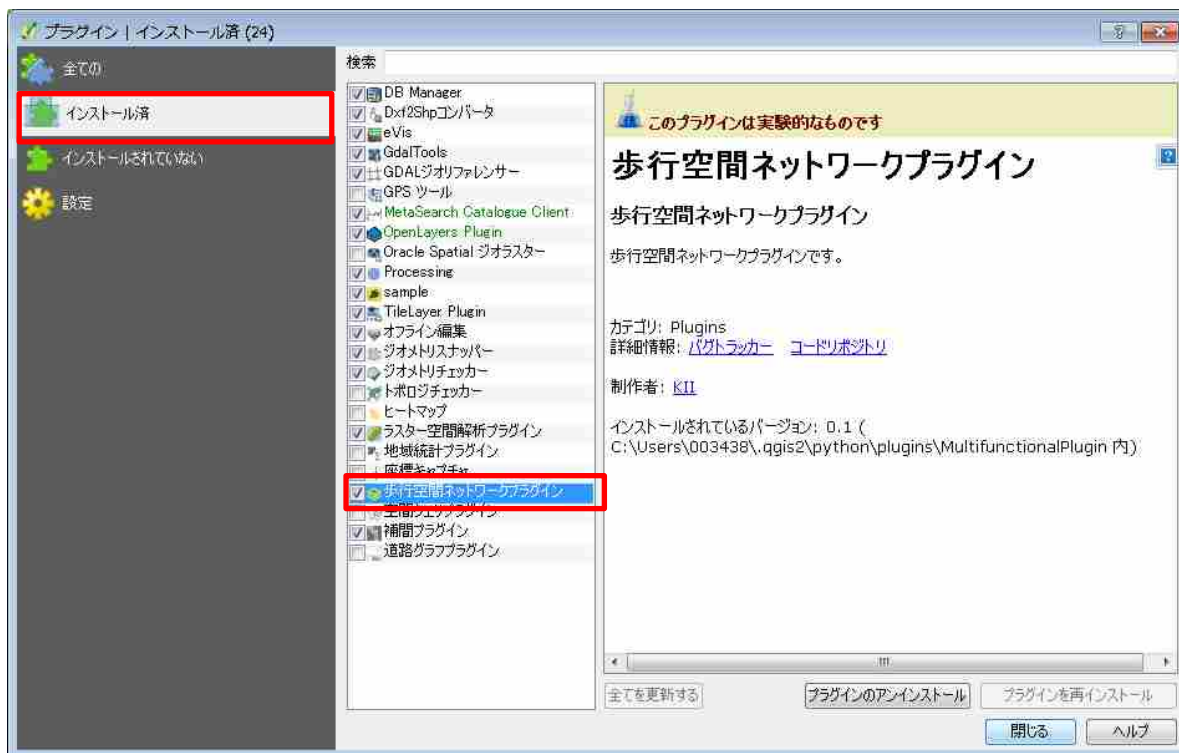 プラグイン | インストール済 (24)
全ての
インストール済
インストールされていない
設定
検索
DB Manager
Dxf2Shpコンバータ
eVis
GdalTools
GDALジオリファレンサー
GPS ツール
MetaSearch Catalogue Client
OpenLayers Plugin
Oracle Spatial ジオラスター
Processing
sample
TileLayer Plugin
オフライン編集
ジオメトリスナッパー
ジオメトリチェッカー
トポロジチェッカー
ヒートマップ
ラスター空間解析プラグイン
地域統計プラグイン
座標キャプチャ
歩行空間ネットワークプラグイン
空間クエリプラグイン
補間プラグイン
道路グラフプラグイン
このプラグインは実験的なものです
歩行空間ネットワークプラグイン
歩行空間ネットワークプラグイン
歩行空間ネットワークプラグインです。
カテゴリ: Plugins
詳細情報: バグトラッカー コードリポジトリ
制作者: KII
インストールされているバージョン: 0.1 (
C:\Users\003438\.qgis2\python\plugins\MultifunctionalPlugin 内)
全てを更新する
プラグインのアンインストール
プラグインを再インストール
閉じる
ヘルプ